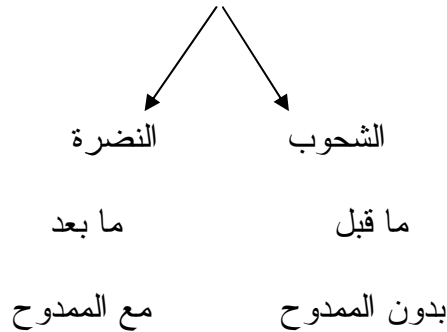 الشحوب النضرة
ما قبل ما بعد
بدون الممدوح مع الممدوح